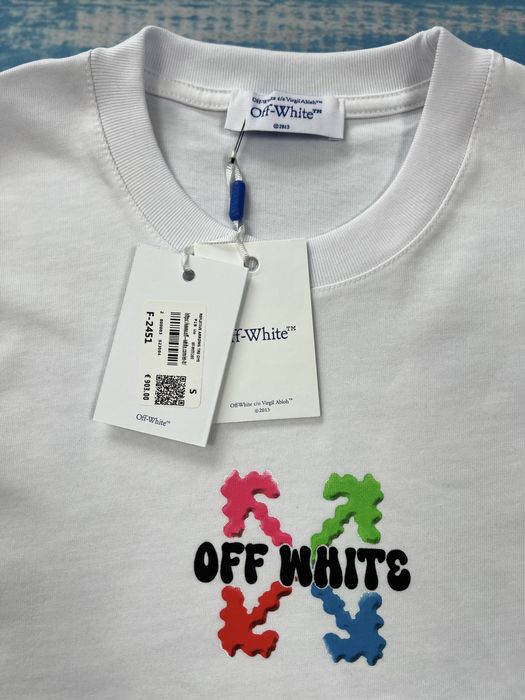 Off-White c/o Virgil Abloh™
Off-White™
©2013
S
F-2451
€ 903.00
Off-White™
ff-White™
Off-White c/o Virgil Abloh™
©2013
OFF WHITE